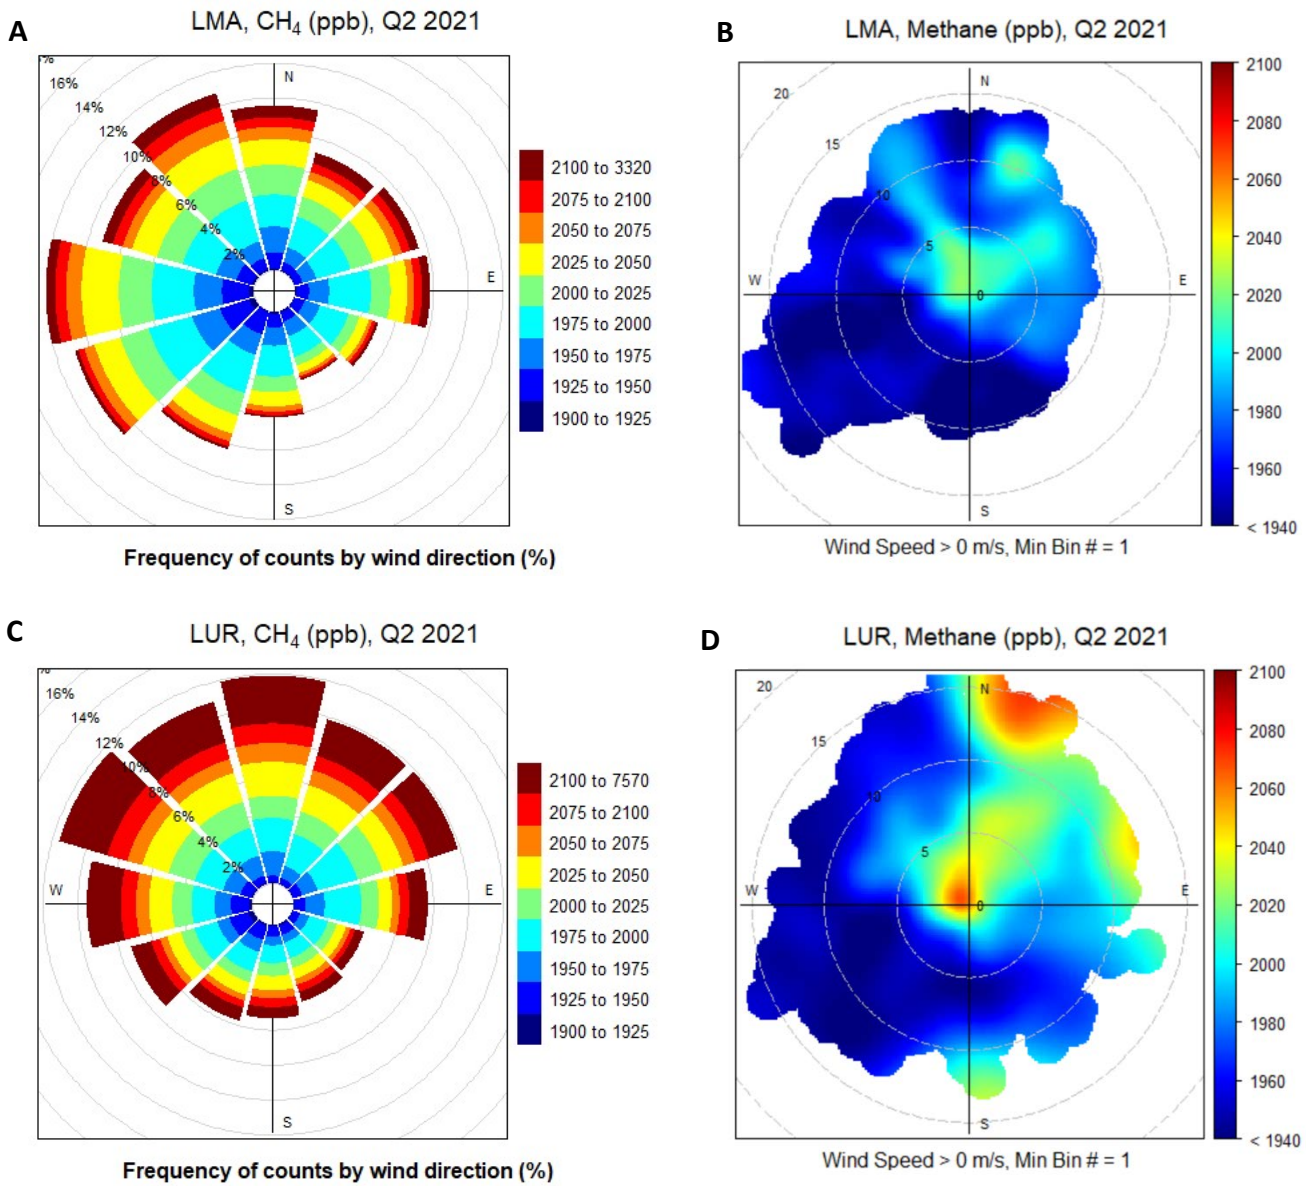 A
LMA, CH4 (ppb), Q2 2021
16%
14%
12%
10%
8%
6%
4%
2%
N
E
S
2100 to 3320
2075 to 2100
2050 to 2075
2025 to 2050
2000 to 2025
1975 to 2000
1950 to 1975
1925 to 1950
1900 to 1925
Frequency of counts by wind direction (%)
B
LMA, Methane (ppb), Q2 2021
20
15
10
5
0
N
W
E
S
2100
2080
2060
2040
2020
2000
1980
1960
< 1940
Wind Speed > 0 m/s, Min Bin # = 1
C
LUR, CH4 (ppb), Q2 2021
16%
14%
12%
10%
8%
6%
4%
2%
W
E
S
2100 to 7570
2075 to 2100
2050 to 2075
2025 to 2050
2000 to 2025
1975 to 2000
1950 to 1975
1925 to 1950
1900 to 1925
Frequency of counts by wind direction (%)
D
LUR, Methane (ppb), Q2 2021
20
15
10
5
0
N
W
E
S
2100
2080
2060
2040
2020
2000
1980
1960
< 1940
Wind Speed > 0 m/s, Min Bin # = 1